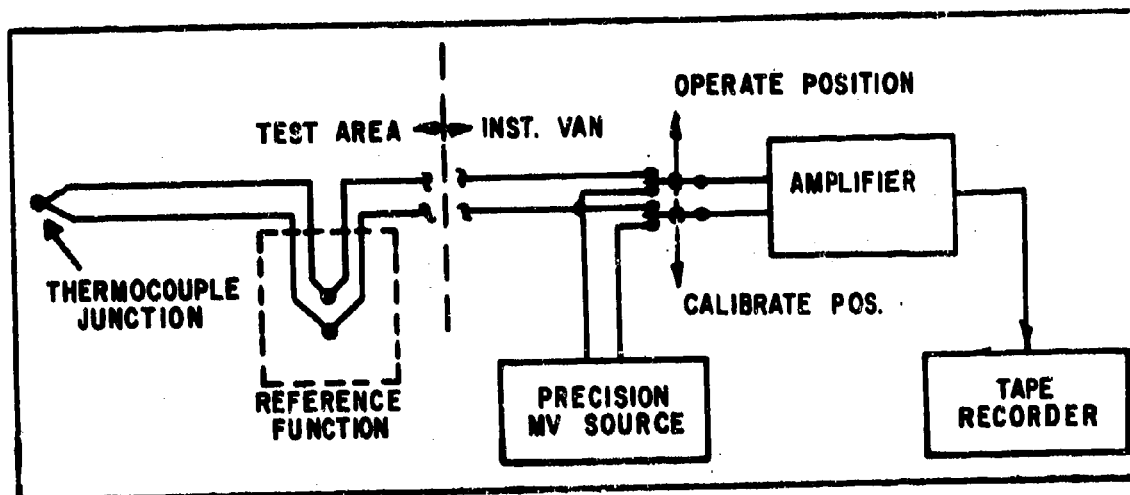 OPERATE POSITION
TEST AREA
INST. VAN
AMPLIFIER
THERMOCOUPLE
JUNCTION
CALIBRATE POS.
REFERENCE
FUNCTION
PRECISION
MV SOURCE
TAPE
RECORDER